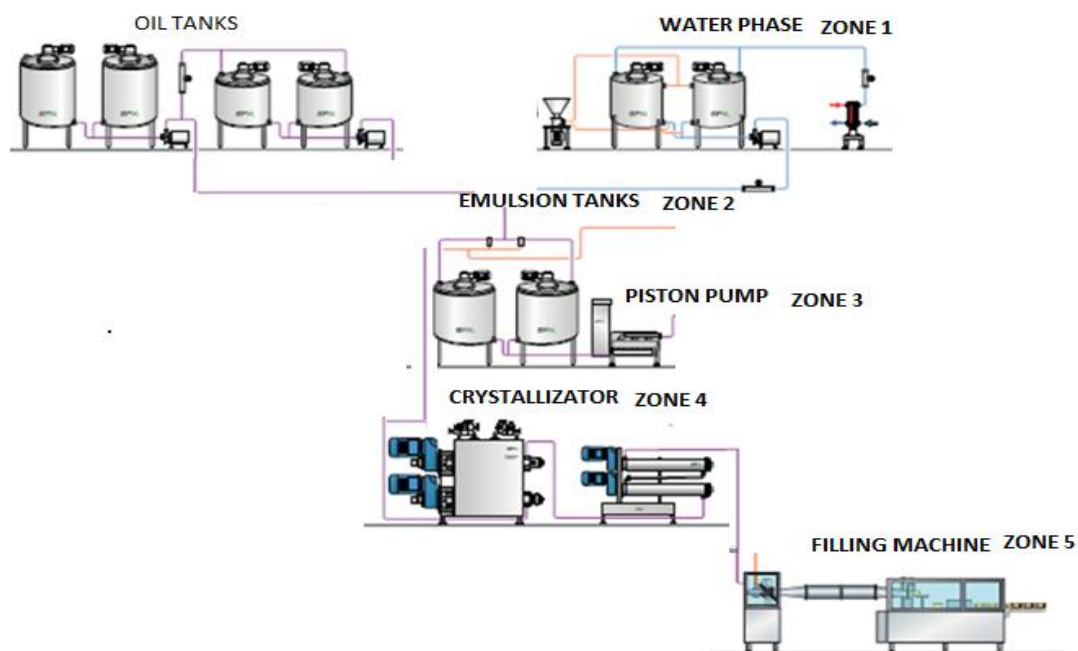 OIL TANKS
WATER PHASE ZONE 1
EMULSION TANKS ZONE 2
PISTON PUMP ZONE 3
CRYSTALLIZATOR ZONE 4
FILLING MACHINE ZONE 5